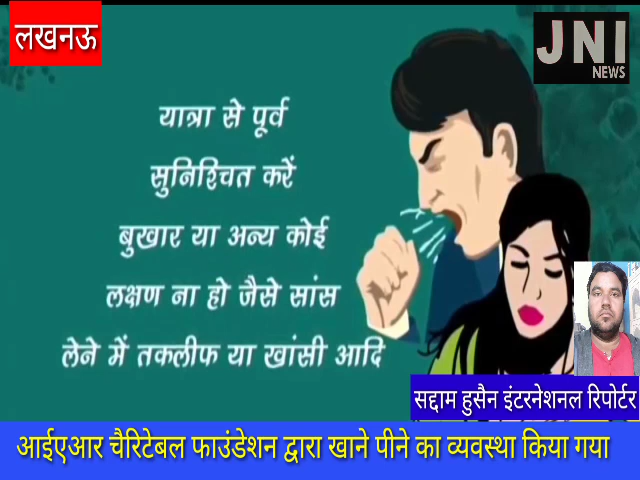 लखनऊ
JNI
NEWS
यात्रा से पूर्व
सुनिश्चित करें
बुखार या अन्य कोई
लक्षण ना हो जैसे सांस
लेने में तकलीफ या खांसी आदि
सद्दाम हुसैन इंटरनेशनल रिपोर्टर
आईएआर चैरिटेबल फाउंडेशन द्वारा खाने पीने का व्यवस्था किया गया